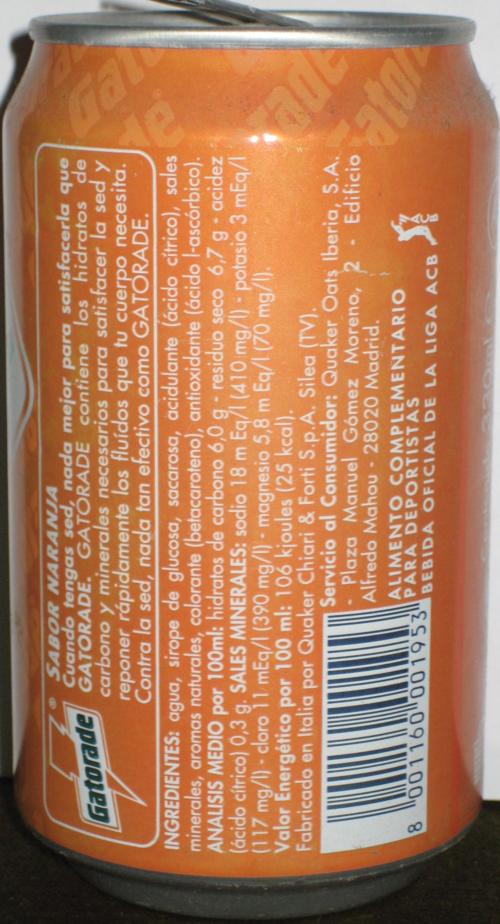 Gatorade®
SABOR NARANJA
Cuando tengas sed, nada mejor para satisfacerla que
GATORADE. GATORADE contiene los hidratos de
carbono y minerales necesarios para satisfacer la sed y
reponer rápidamente los fluídos que tu cuerpo necesita.
Contra la sed, nada tan efectivo como GATORADE.
INGREDIENTES: agua, sirope de glucosa, sacarosa, acidulante (ácido cítrico), sales
minerales, aromas naturales, colorante (betacaroteno), antioxidante (ácido l-ascórbico).
ANALISIS MEDIO por 100ml: hidratos de carbono 6,0 g - residuo seco 6,7 g - acidez
(ácido cítrico) 0,3 g. SALES MINERALES: sodio 18 m Eq/l (410 mg/l) - potasio 3 mEq/l
(117 mg/l) - cloro 11 mEq/l (390 mg/l) - magnesio 5,8 m Eq/l (70 mg/l).
Valor Energético por 100 ml: 106 kjoules (25 kcal).
Fabricado en Italia por Quaker Chiari & Forti S.p.A. Silea (TV).
Servicio al Consumidor: Quaker Oats Iberia, S.A.
- Plaza Manuel Gómez Moreno, 2 - Edificio
Alfredo Mahou - 28020 Madrid.
ALIMENTO COMPLEMENTARIO
PARA DEPORTISTAS
BEBIDA OFICIAL DE LA LIGA ACB
ACB
8 001160 001953